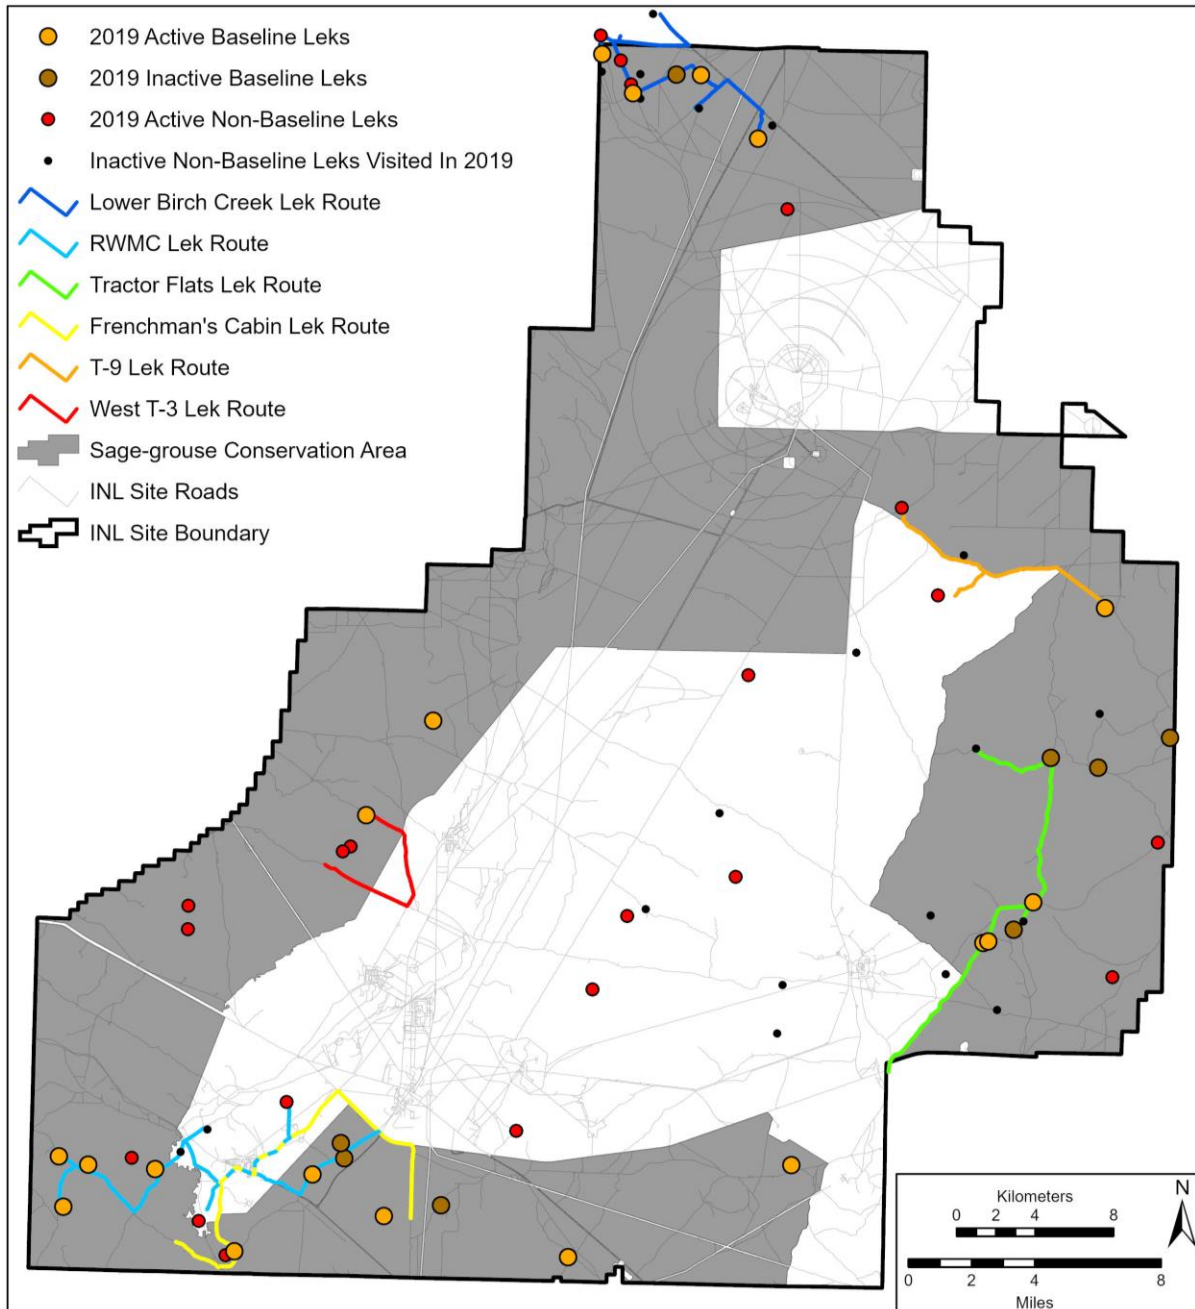 2019 Active Baseline Leks
2019 Inactive Baseline Leks
2019 Active Non-Baseline Leks
Inactive Non-Baseline Leks Visited In 2019
Lower Birch Creek Lek Route
RWMC Lek Route
Tractor Flats Lek Route
Frenchman's Cabin Lek Route
T-9 Lek Route
West T-3 Lek Route
Sage-grouse Conservation Area
INL Site Roads
INL Site Boundary
N
Kilometers
0 2 4 8
0 2 4 8
Miles